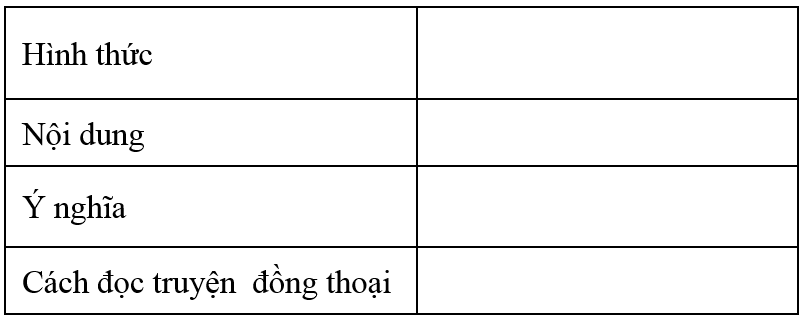 Hình thức
Nội dung
Ý nghĩa
Cách đọc truyện đồng thoại